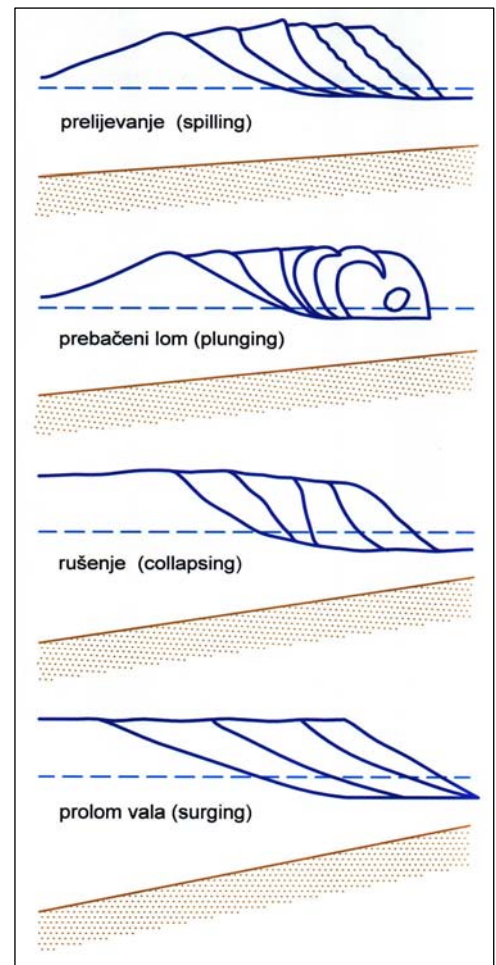 prelijevanje (spilling)
prebačeni lom (plunging)
rušenje (collapsing)
prolom vala (surging)